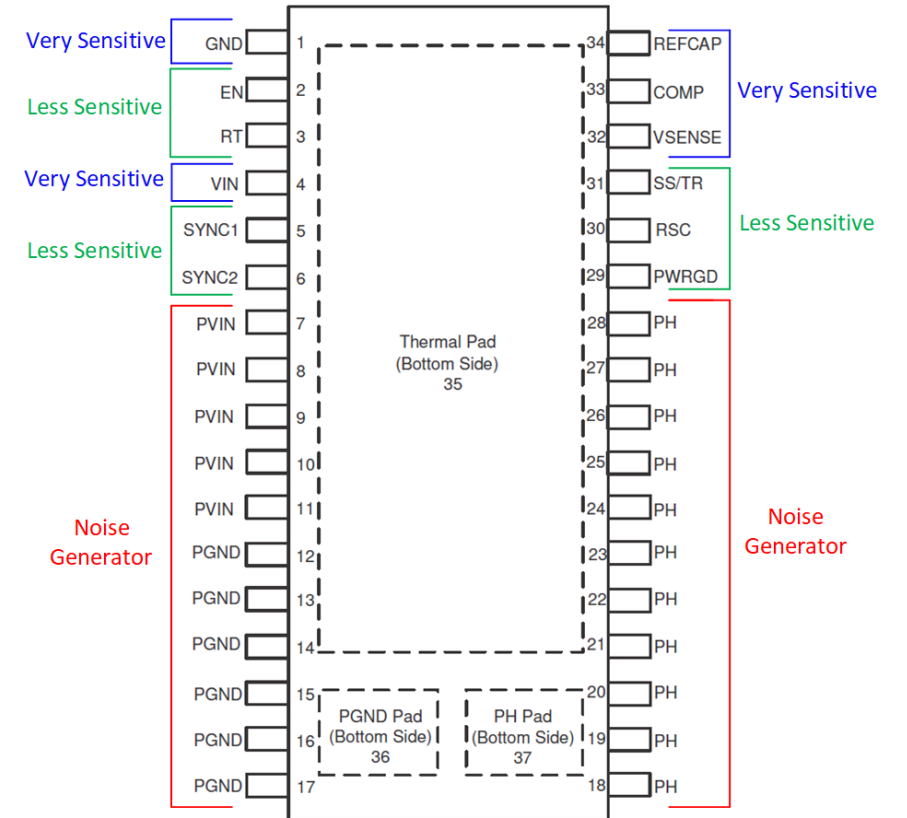 Very Sensitive
GND 1
Less Sensitive
EN 2
RT 3
Very Sensitive
VIN 4
Less Sensitive
SYNC1 5
SYNC2 6
Noise
Generator
PVIN 7
PVIN 8
PVIN 9
PVIN 10
PVIN 11
PGND 12
PGND 13
PGND 14
PGND 15
PGND 16
PGND 17
Thermal Pad
(Bottom Side)
35
PGND Pad
(Bottom Side)
36
PH Pad
(Bottom Side)
37
34 REFCAP
33 COMP
32 VSENSE
Very Sensitive
31 SS/TR
30 RSC
29 PWRGD
Less Sensitive
28 PH
27 PH
26 PH
25 PH
24 PH
23 PH
22 PH
21 PH
20 PH
19 PH
18 PH
Noise
Generator